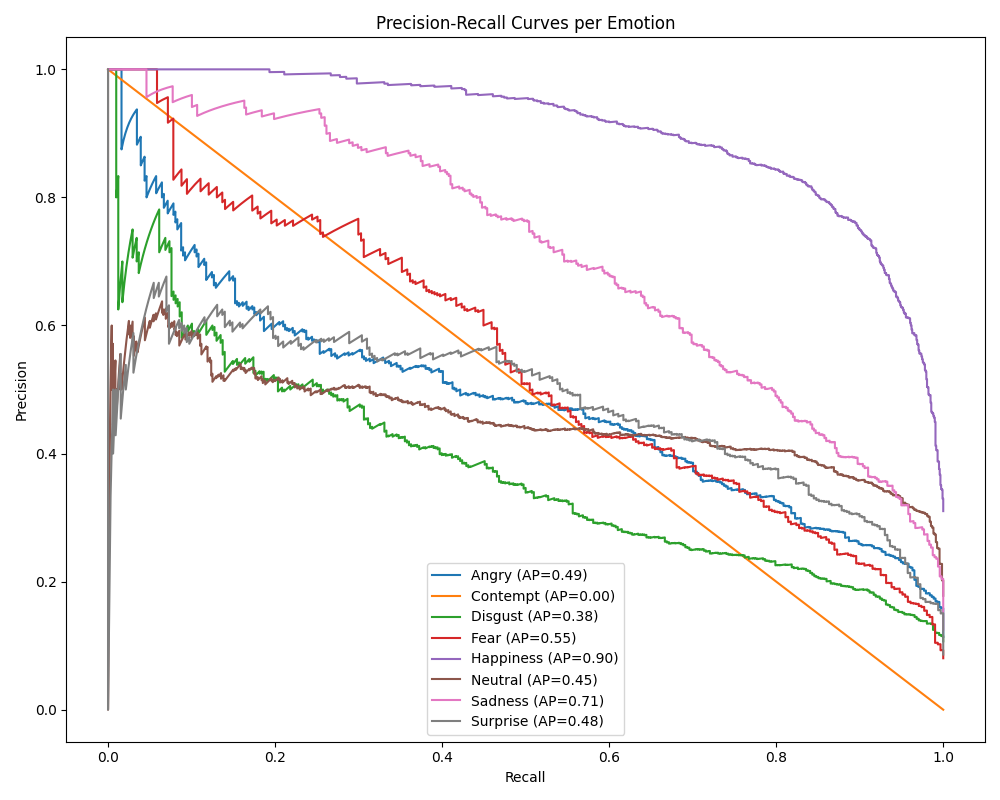 Precision-Recall Curves per Emotion
Precision
1.0
0.8
0.6
0.4
0.2
0.0
Angry (AP=0.49)
Contempt (AP=0.00)
Disgust (AP=0.38)
Fear (AP=0.55)
Happiness (AP=0.90)
Neutral (AP=0.45)
Sadness (AP=0.71)
Surprise (AP=0.48)
0.0 0.2 0.4 0.6 0.8 1.0
Recall